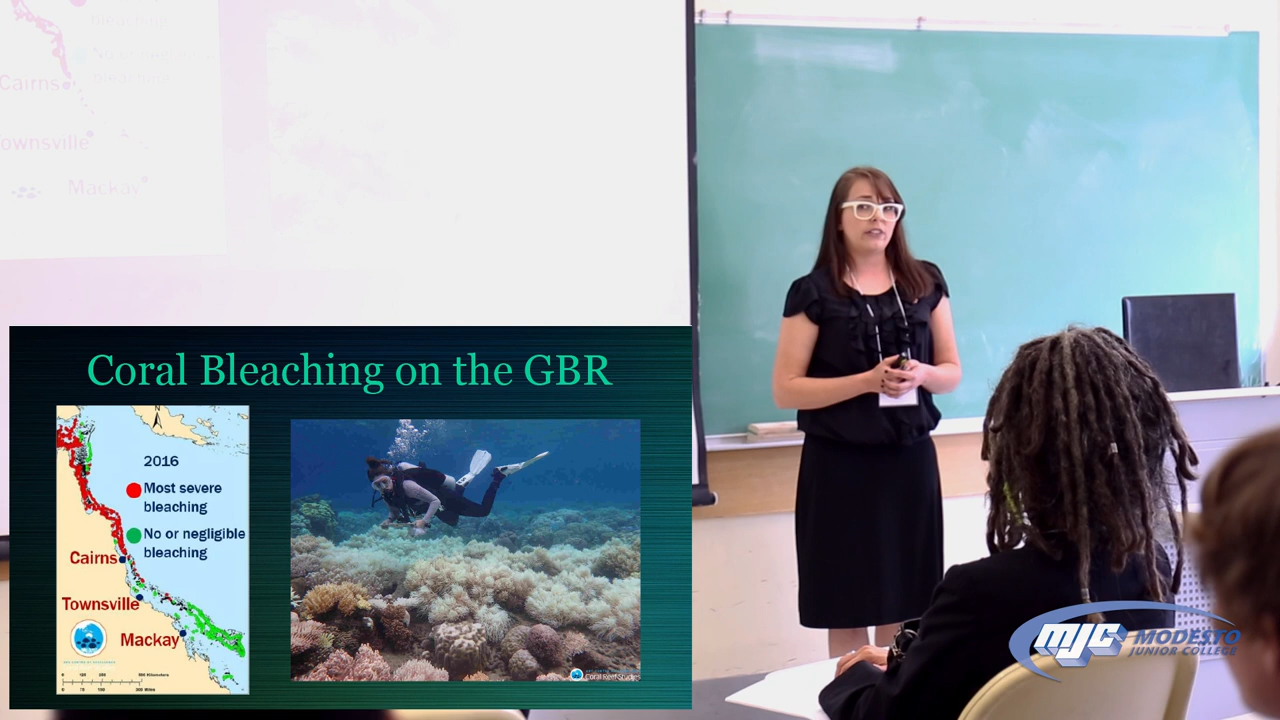 Cairns
ownsville
Mackay
Coral Bleaching on the GBR
2016
Most severe
bleaching
No or negligible
bleaching
Cairns
Townsville
Mackay
Coral Reef Studies
MJC MODESTO
JUNIOR COLLEGE